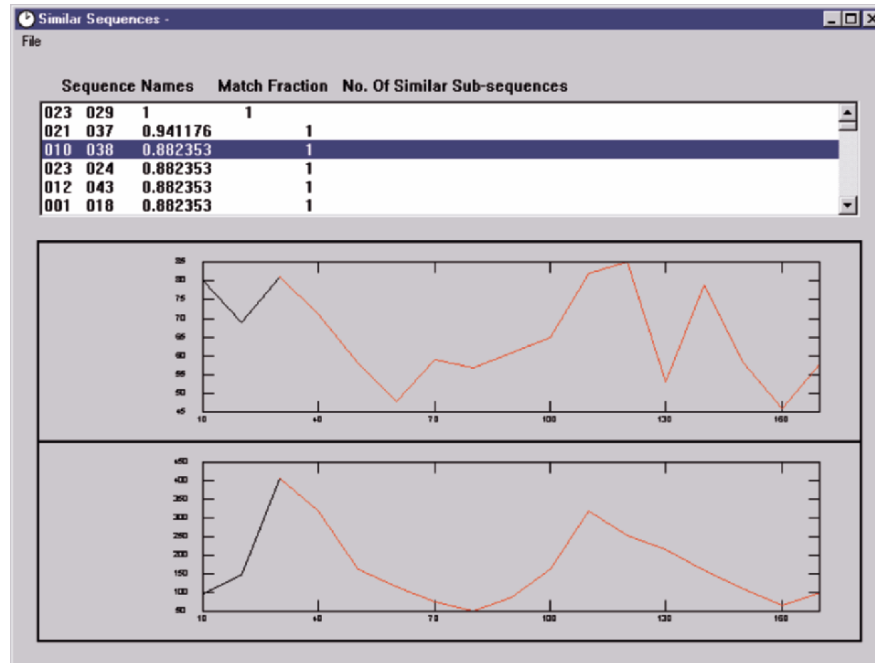 Similar Sequences -
File
Sequence Names Match Fraction No. Of Similar Sub-sequences
023 029 1 1
021 037 0.941176 1
010 038 0.882353 1
023 024 0.882353 1
012 043 0.882353 1
001 018 0.882353 1
85
80
75
70
65
60
55
50
45
10 40 70 100 130 160
450
400
350
300
250
200
150
100
50
10 40 70 100 130 160